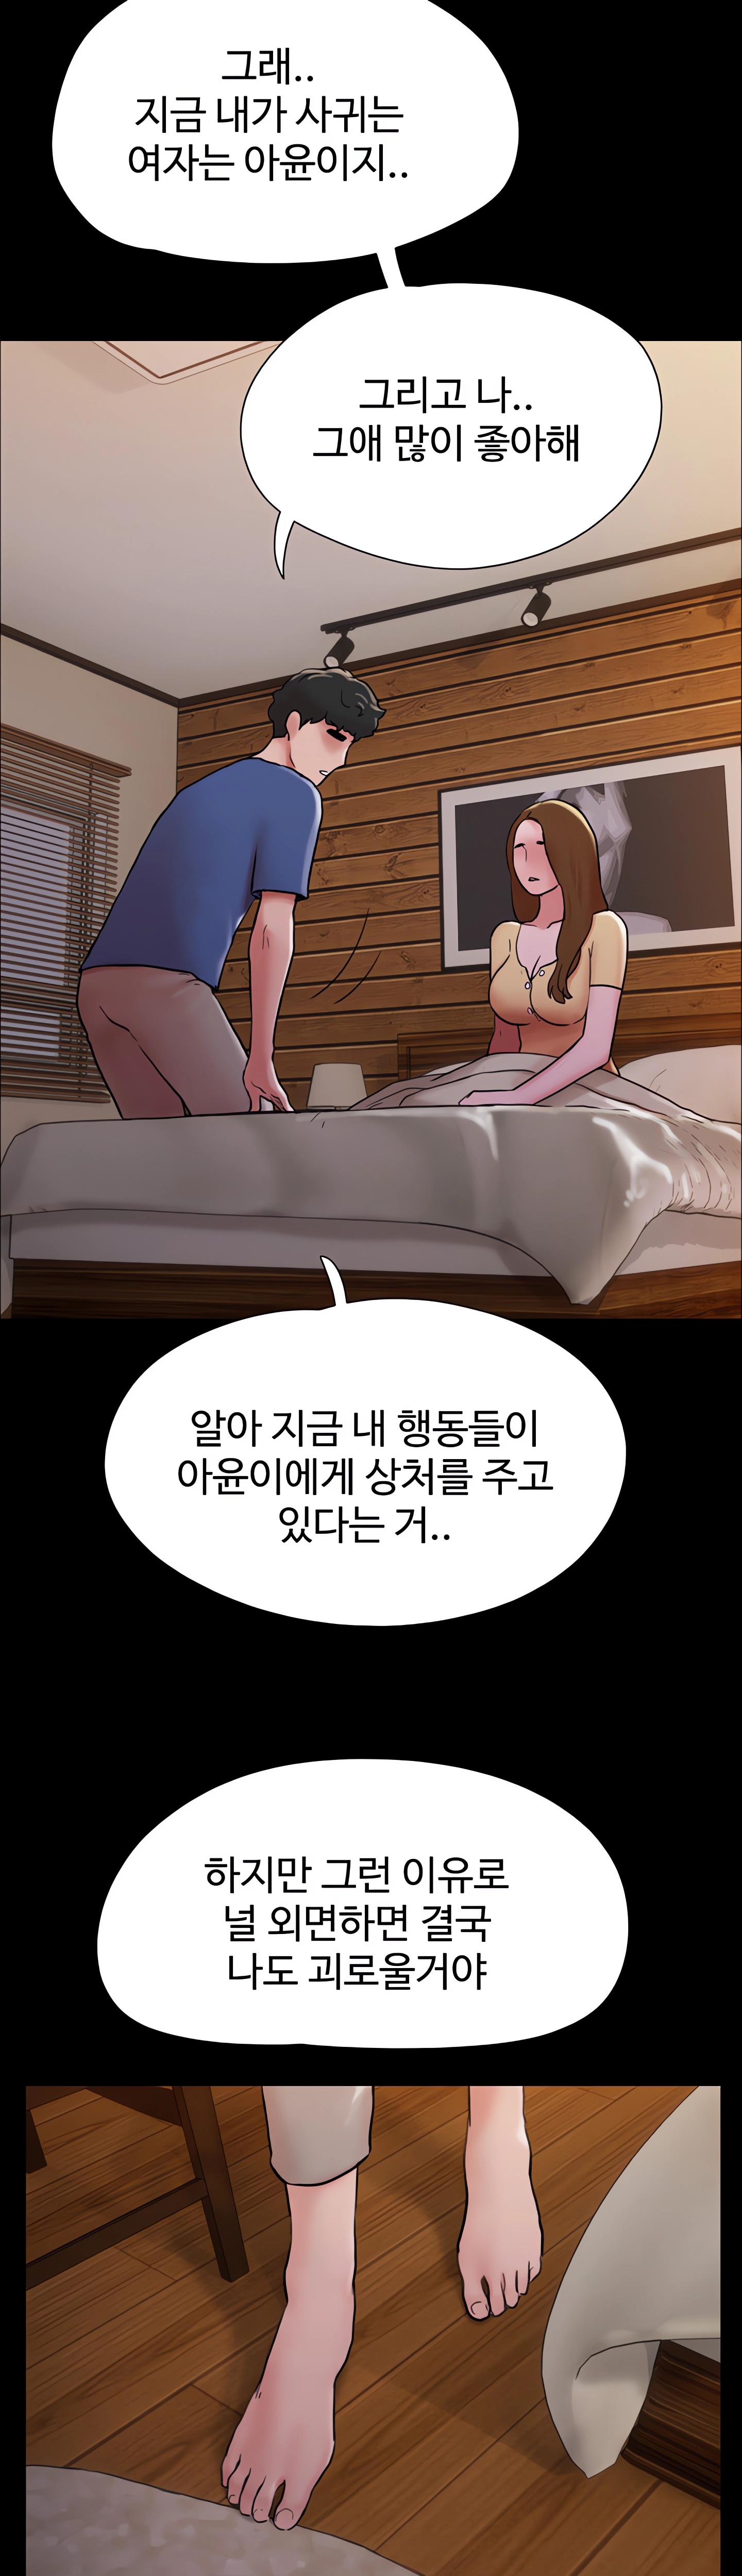 그래..
지금 내가 사귀는
여자는 아윤이지..
그리고 나..
그애 많이 좋아해
알아 지금 내 행동들이
아윤이에게 상처를 주고
있다는 거..
하지만 그런 이유로
널 외면하면 결국
나도 괴로울거야